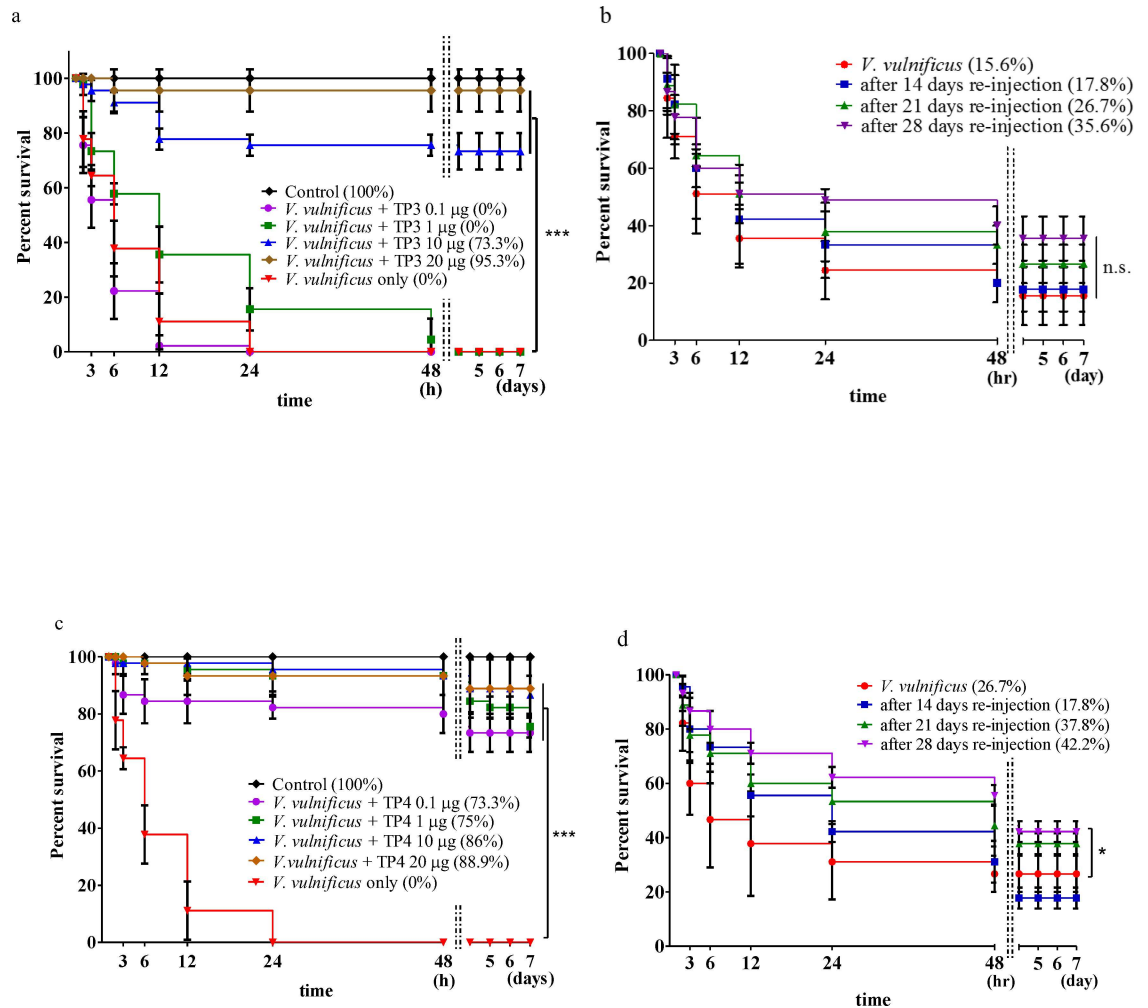 a
Percent survival
100
80
60
40
20
0
3 6 12 24 48 5 6 7
(h) (days)
time
Control (100%)
V. vulnificus + TP3 0.1 µg (0%)
V. vulnificus + TP3 1 µg (0%)
V. vulnificus + TP3 10 µg (73.3%)
V. vulnificus + TP3 20 µg (95.3%)
V. vulnificus only (0%)
***
b
Percent survival
100
80
60
40
20
0
3 6 12 24 48 5 6 7
(hr) (day)
time
V. vulnificus (15.6%)
after 14 days re-injection (17.8%)
after 21 days re-injection (26.7%)
after 28 days re-injection (35.6%)
n.s.
c
Percent survival
100
80
60
40
20
0
3 6 12 24 48 5 6 7
(h) (days)
time
Control (100%)
V. vulnificus + TP4 0.1 µg (73.3%)
V. vulnificus + TP4 1 µg (75%)
V. vulnificus + TP4 10 µg (86%)
V.vulnificus + TP4 20 µg (88.9%)
V. vulnificus only (0%)
***
d
Percent survival
100
80
60
40
20
0
3 6 12 24 48 5 6 7
(hr) (day)
time
V. vulnificus (26.7%)
after 14 days re-injection (17.8%)
after 21 days re-injection (37.8%)
after 28 days re-injection (42.2%)
*